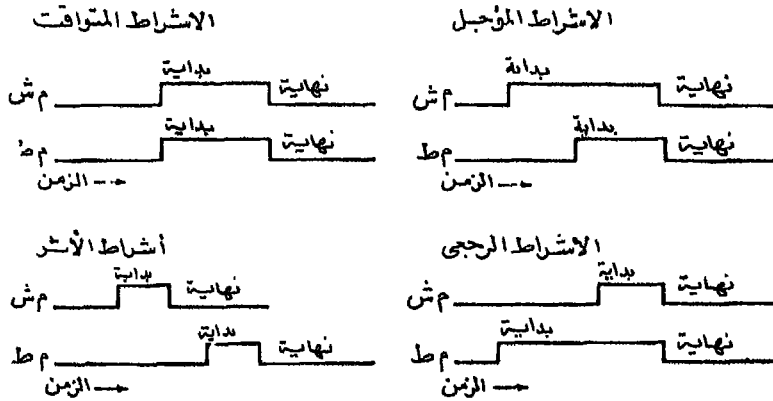 الاشراط المؤجل
بداية
م ش
نهاية
بداية
م ط
نهاية
الزمن
الاشراط المتواقت
بداية
م ش
نهاية
بداية
م ط
نهاية
الزمن
الاشراط الرجعي
بداية
م ش
نهاية
بداية
م ط
نهاية
الزمن
أشراط الأثر
بداية
م ش
نهاية
بداية
م ط
نهاية
الزمن